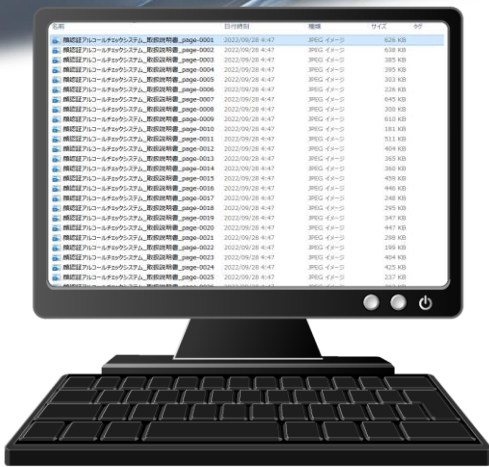 名前 日付時刻 種類 サイズ タグ
顔認証アルコールチェックシステム_取扱説明書_page-0001 2022/09/28 4:47 JPEG イメージ 626 KB
顔認証アルコールチェックシステム_取扱説明書_page-0002 2022/09/28 4:47 JPEG イメージ 638 KB
顔認証アルコールチェックシステム_取扱説明書_page-0003 2022/09/28 4:47 JPEG イメージ 385 KB
顔認証アルコールチェックシステム_取扱説明書_page-0004 2022/09/28 4:47 JPEG イメージ 395 KB
顔認証アルコールチェックシステム_取扱説明書_page-0005 2022/09/28 4:47 JPEG イメージ 303 KB
顔認証アルコールチェックシステム_取扱説明書_page-0006 2022/09/28 4:47 JPEG イメージ 226 KB
顔認証アルコールチェックシステム_取扱説明書_page-0007 2022/09/28 4:47 JPEG イメージ 645 KB
顔認証アルコールチェックシステム_取扱説明書_page-0008 2022/09/28 4:47 JPEG イメージ 300 KB
顔認証アルコールチェックシステム_取扱説明書_page-0009 2022/09/28 4:47 JPEG イメージ 610 KB
顔認証アルコールチェックシステム_取扱説明書_page-0010 2022/09/28 4:47 JPEG イメージ 181 KB
顔認証アルコールチェックシステム_取扱説明書_page-0011 2022/09/28 4:47 JPEG イメージ 511 KB
顔認証アルコールチェックシステム_取扱説明書_page-0012 2022/09/28 4:47 JPEG イメージ 404 KB
顔認証アルコールチェックシステム_取扱説明書_page-0013 2022/09/28 4:47 JPEG イメージ 365 KB
顔認証アルコールチェックシステム_取扱説明書_page-0014 2022/09/28 4:47 JPEG イメージ 360 KB
顔認証アルコールチェックシステム_取扱説明書_page-0015 2022/09/28 4:47 JPEG イメージ 459 KB
顔認証アルコールチェックシステム_取扱説明書_page-0016 2022/09/28 4:47 JPEG イメージ 446 KB
顔認証アルコールチェックシステム_取扱説明書_page-0017 2022/09/28 4:47 JPEG イメージ 248 KB
顔認証アルコールチェックシステム_取扱説明書_page-0018 2022/09/28 4:47 JPEG イメージ 295 KB
顔認証アルコールチェックシステム_取扱説明書_page-0019 2022/09/28 4:47 JPEG イメージ 347 KB
顔認証アルコールチェックシステム_取扱説明書_page-0020 2022/09/28 4:47 JPEG イメージ 447 KB
顔認証アルコールチェックシステム_取扱説明書_page-0021 2022/09/28 4:47 JPEG イメージ 298 KB
顔認証アルコールチェックシステム_取扱説明書_page-0022 2022/09/28 4:47 JPEG イメージ 199 KB
顔認証アルコールチェックシステム_取扱説明書_page-0023 2022/09/28 4:47 JPEG イメージ 404 KB
顔認証アルコールチェックシステム_取扱説明書_page-0024 2022/09/28 4:47 JPEG イメージ 425 KB
顔認証アルコールチェックシステム_取扱説明書_page-0025 2022/09/28 4:47 JPEG イメージ 237 KB